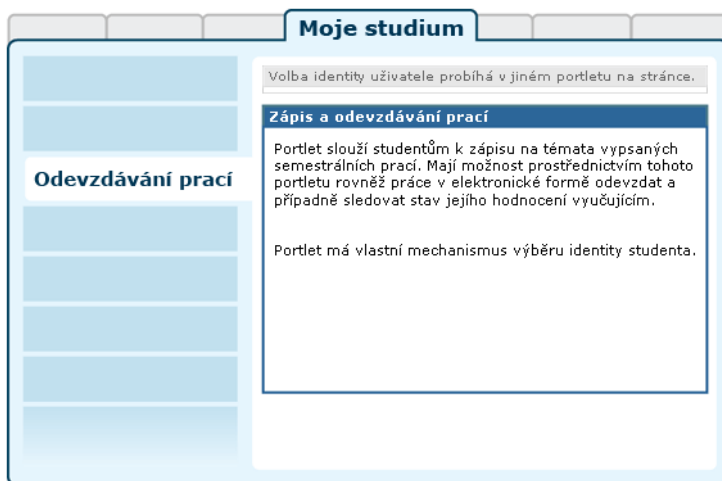 Moje studium
Volba identity uživatele probíhá v jiném portletu na stránce.
Zápis a odevzdávání prací
Portlet slouží studentům k zápisu na témata vypsaných
semestrálních prací. Mají možnost prostřednictvím tohoto
portletu rovněž práce v elektronické formě odevzdat a
případně sledovat stav jejího hodnocení vyučujícím.
Odevzdávání prací
Portlet má vlastní mechanismus výběru identity studenta.